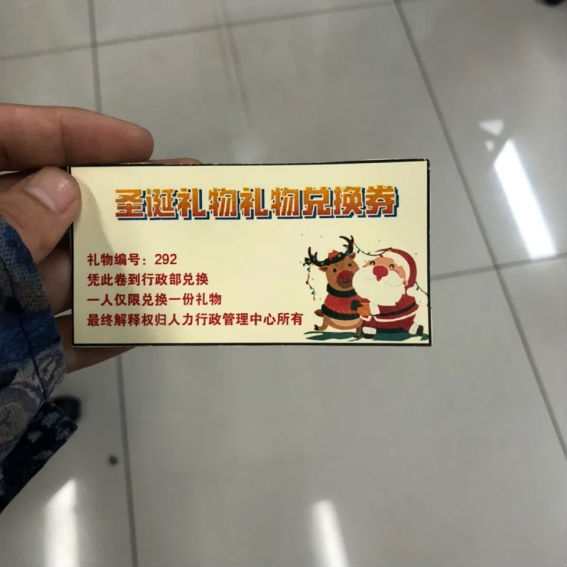 圣诞礼物礼物兑换券
礼物编号：292
凭此卷到行政部兑换
一人仅限兑换一份礼物
最终解释权归人力行政管理中心所有